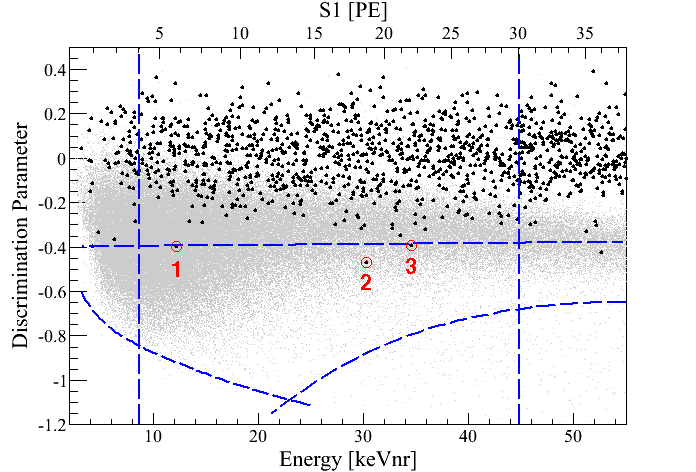 S1 [PE]
5 10 15 20 25 30 35
0.4
0.2
0
-0.2
-0.4
-0.6
-0.8
-1
-1.2
Discrimination Parameter
1
2
3
10 20 30 40 50
Energy [keVnr]